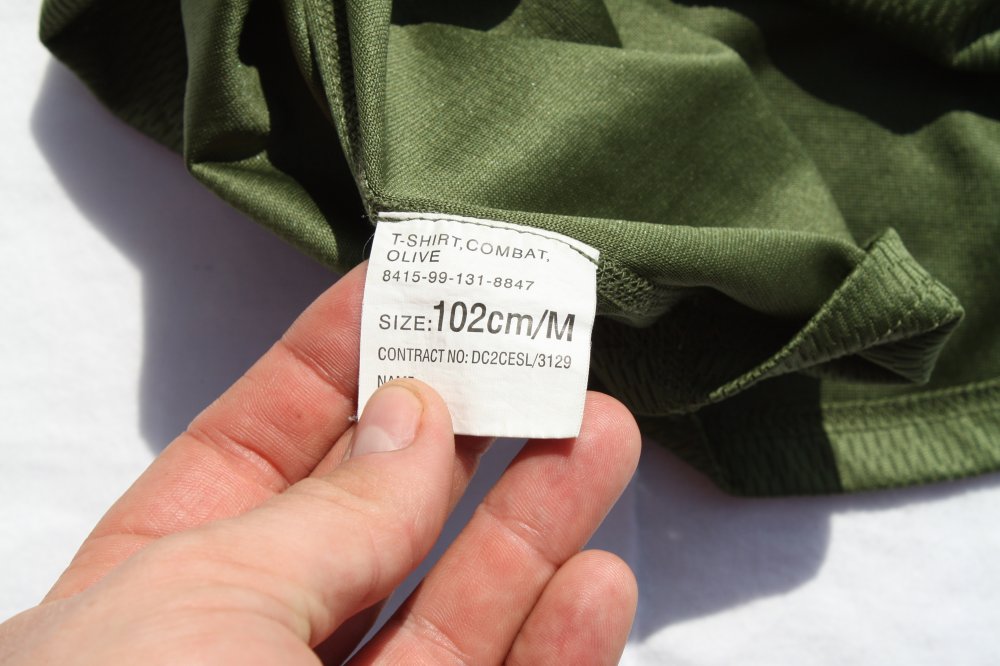 T-SHIRT, COMBAT,
OLIVE
8415-99-131-8847
SIZE: 102cm/M
CONTRACT NO: DC2CESL/3129